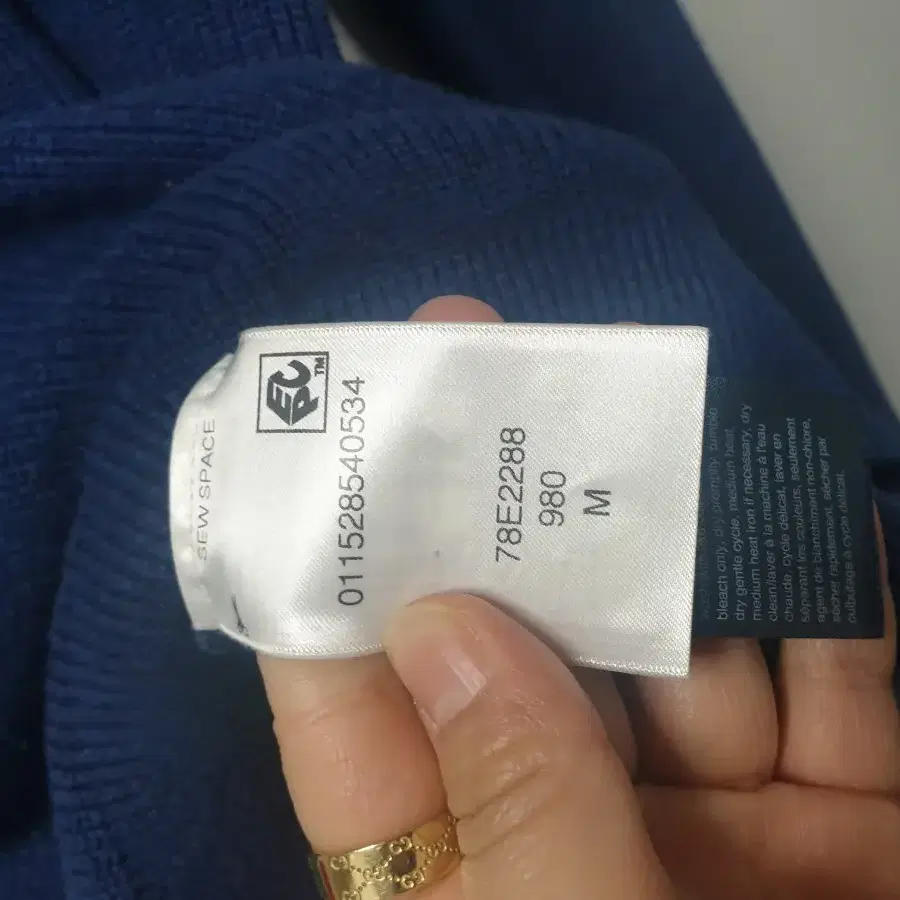 SEW SPACE
EPC
TM
011528540534
78E2288
980
M
bleach only, dry promptly, tumble
dry gentle cycle, medium heat,
medium heat iron if necessary, dry
clean/laver à la machine à l'eau
chaude, cycle délicat, laver en
séparant les couleurs, seulement
agent de blanchiment non-chlore,
sécher rapidement, sécher par
culbutage à cycle délicat.